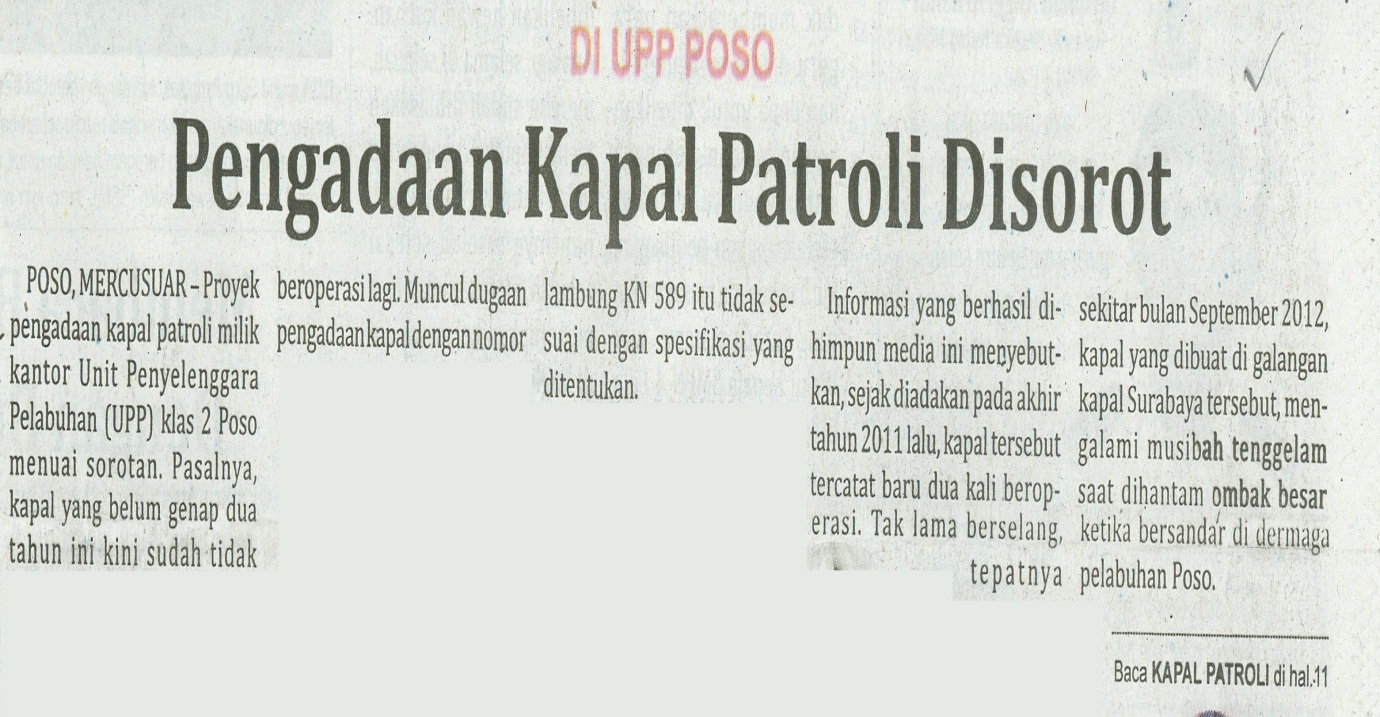 DI UPP POSO
Pengadaan Kapal Patroli Disorot
POSO, MERCUSUAR – Proyek
pengadaan kapal patroli milik
kantor Unit Penyelenggara
Pelabuhan (UPP) klas 2 Poso
menuai sorotan. Pasalnya,
kapal yang belum genap dua
tahun ini kini sudah tidak
beroperasi lagi. Muncul dugaan
pengadaan kapal dengan nomor
lambung KN 589 itu tidak se-
suai dengan spesifikasi yang
ditentukan.
Informasi yang berhasil di-
himpun media ini menyebut-
kan, sejak diadakan pada akhir
tahun 2011 lalu, kapal tersebut
tercatat baru dua kali berop-
erasi. Tak lama berselang,
tepatnya
sekitar bulan September 2012,
kapal yang dibuat di galangan
kapal Surabaya tersebut, men-
galami musibah tenggelam
saat dihantam ombak besar
ketika bersandar di dermaga
pelabuhan Poso.
Baca KAPAL PATROLI di hal.11